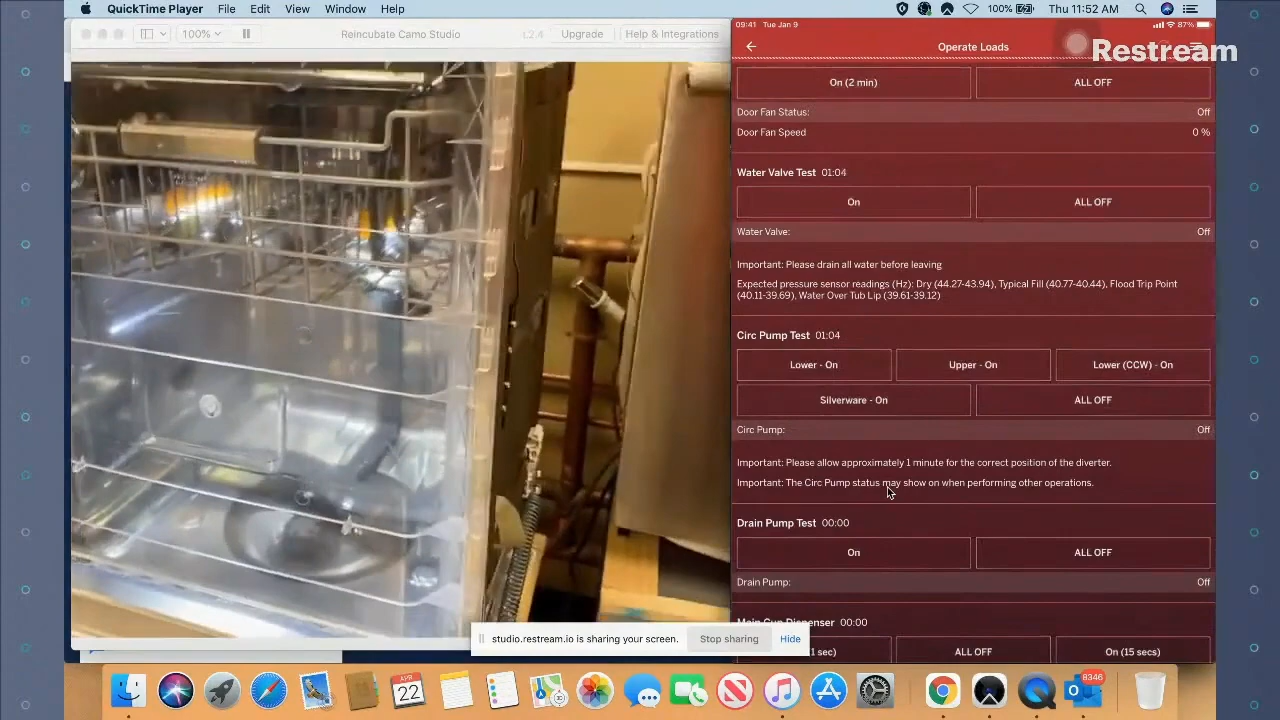 QuickTime Player File Edit View Window Help 100% Thu 11:52 AM
100% Reincubate Camo Studio v.2.4 Upgrade Help & Integrations
09:41 Tue Jan 9 87%
Operate Loads
Restream
On (2 min) ALL OFF
Door Fan Status: Off
Door Fan Speed 0 %
Water Valve Test 01:04
On ALL OFF
Water Valve: Off
Important: Please drain all water before leaving
Expected pressure sensor readings (Hz): Dry (44.27-43.94), Typical Fill (40.77-40.44), Flood Trip Point
(40.11-39.69), Water Over Tub Lip (39.61-39.12)
Circ Pump Test 01:04
Lower - On Upper - On Lower (CCW) - On
Silverware - On ALL OFF
Circ Pump: Off
Important: Please allow approximately 1 minute for the correct position of the diverter.
Important: The Circ Pump status may show on when performing other operations.
Drain Pump Test 00:00
On ALL OFF
Drain Pump: Off
Main Cup Dispenser 00:00
1 sec) ALL OFF On (15 secs)
studio.restream.io is sharing your screen. Stop sharing Hide
APR
22
8346